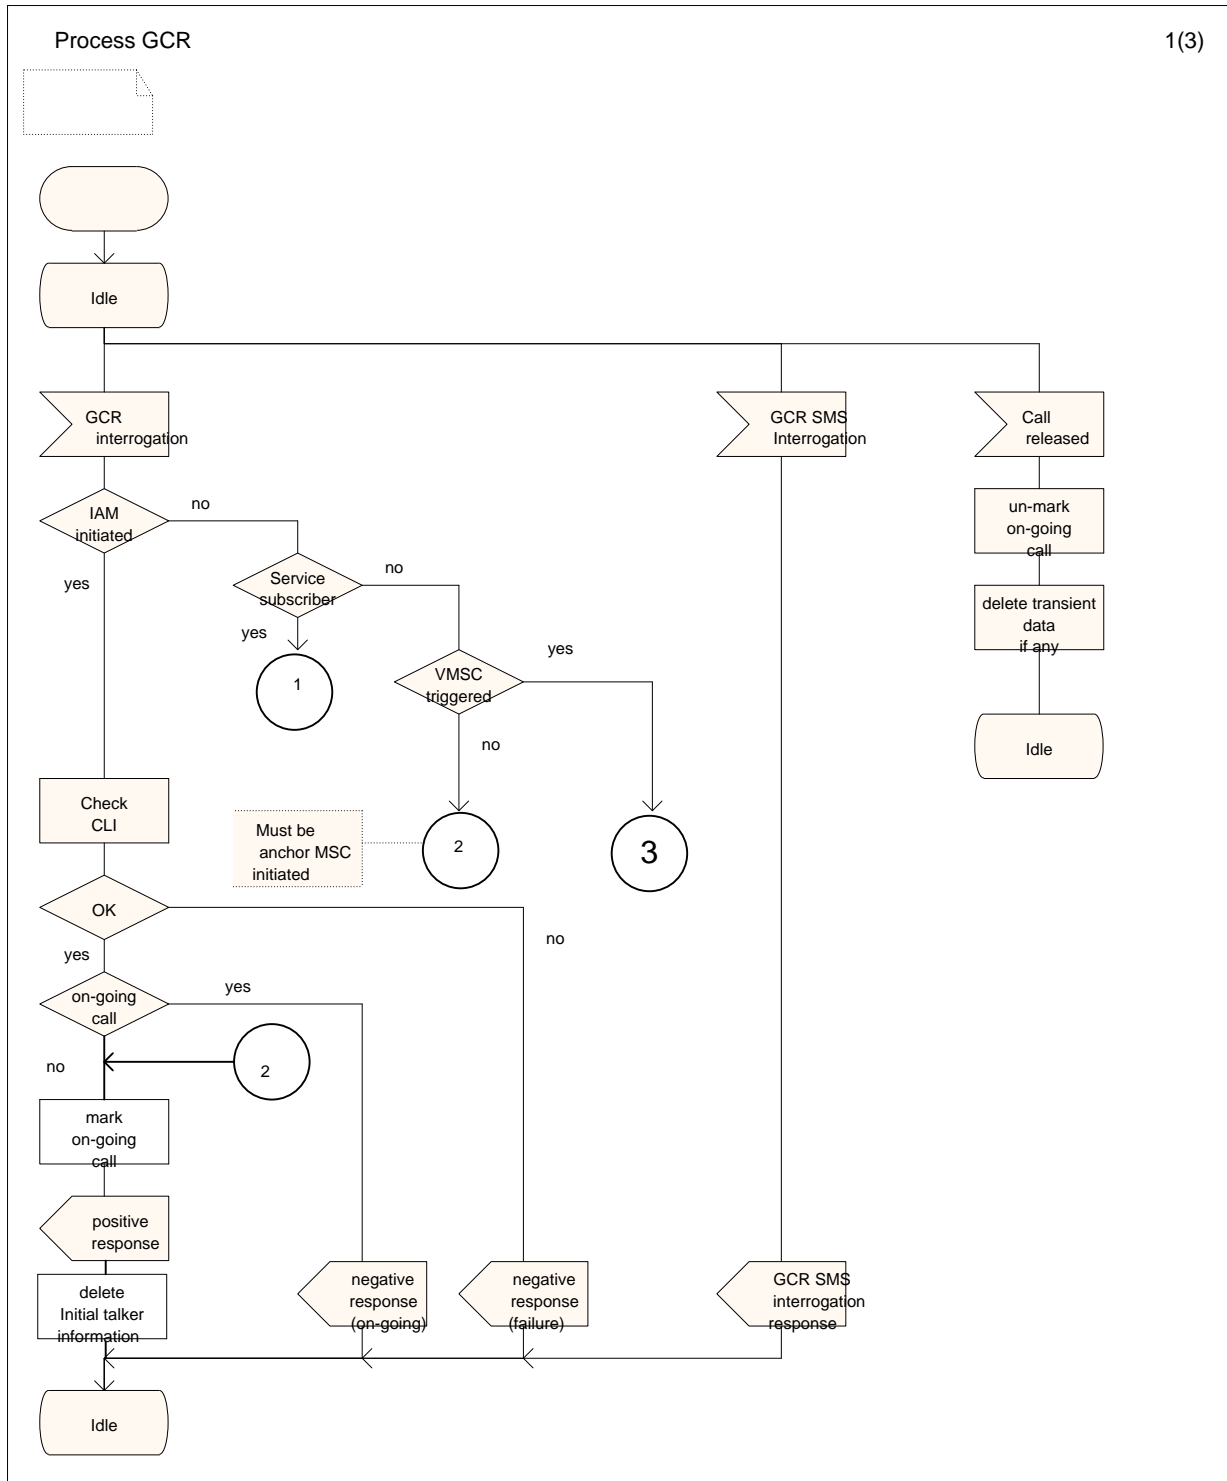 Process GCR
1(3)
Idle
GCR
interrogation
GCR SMS
Interrogation
Call
released
IAM
initiated
no
yes
un-mark
on-going
call
Service
subscriber
no
yes
delete transient
data
if any
1
VMSC
triggered
yes
no
Idle
Check
CLI
Must be
anchor MSC
initiated
2
3
OK
no
yes
on-going
call
yes
no
2
mark
on-going
call
positive
response
delete
Initial talker
information
negative
response
(on-going)
negative
response
(failure)
GCR SMS
interrogation
response
Idle